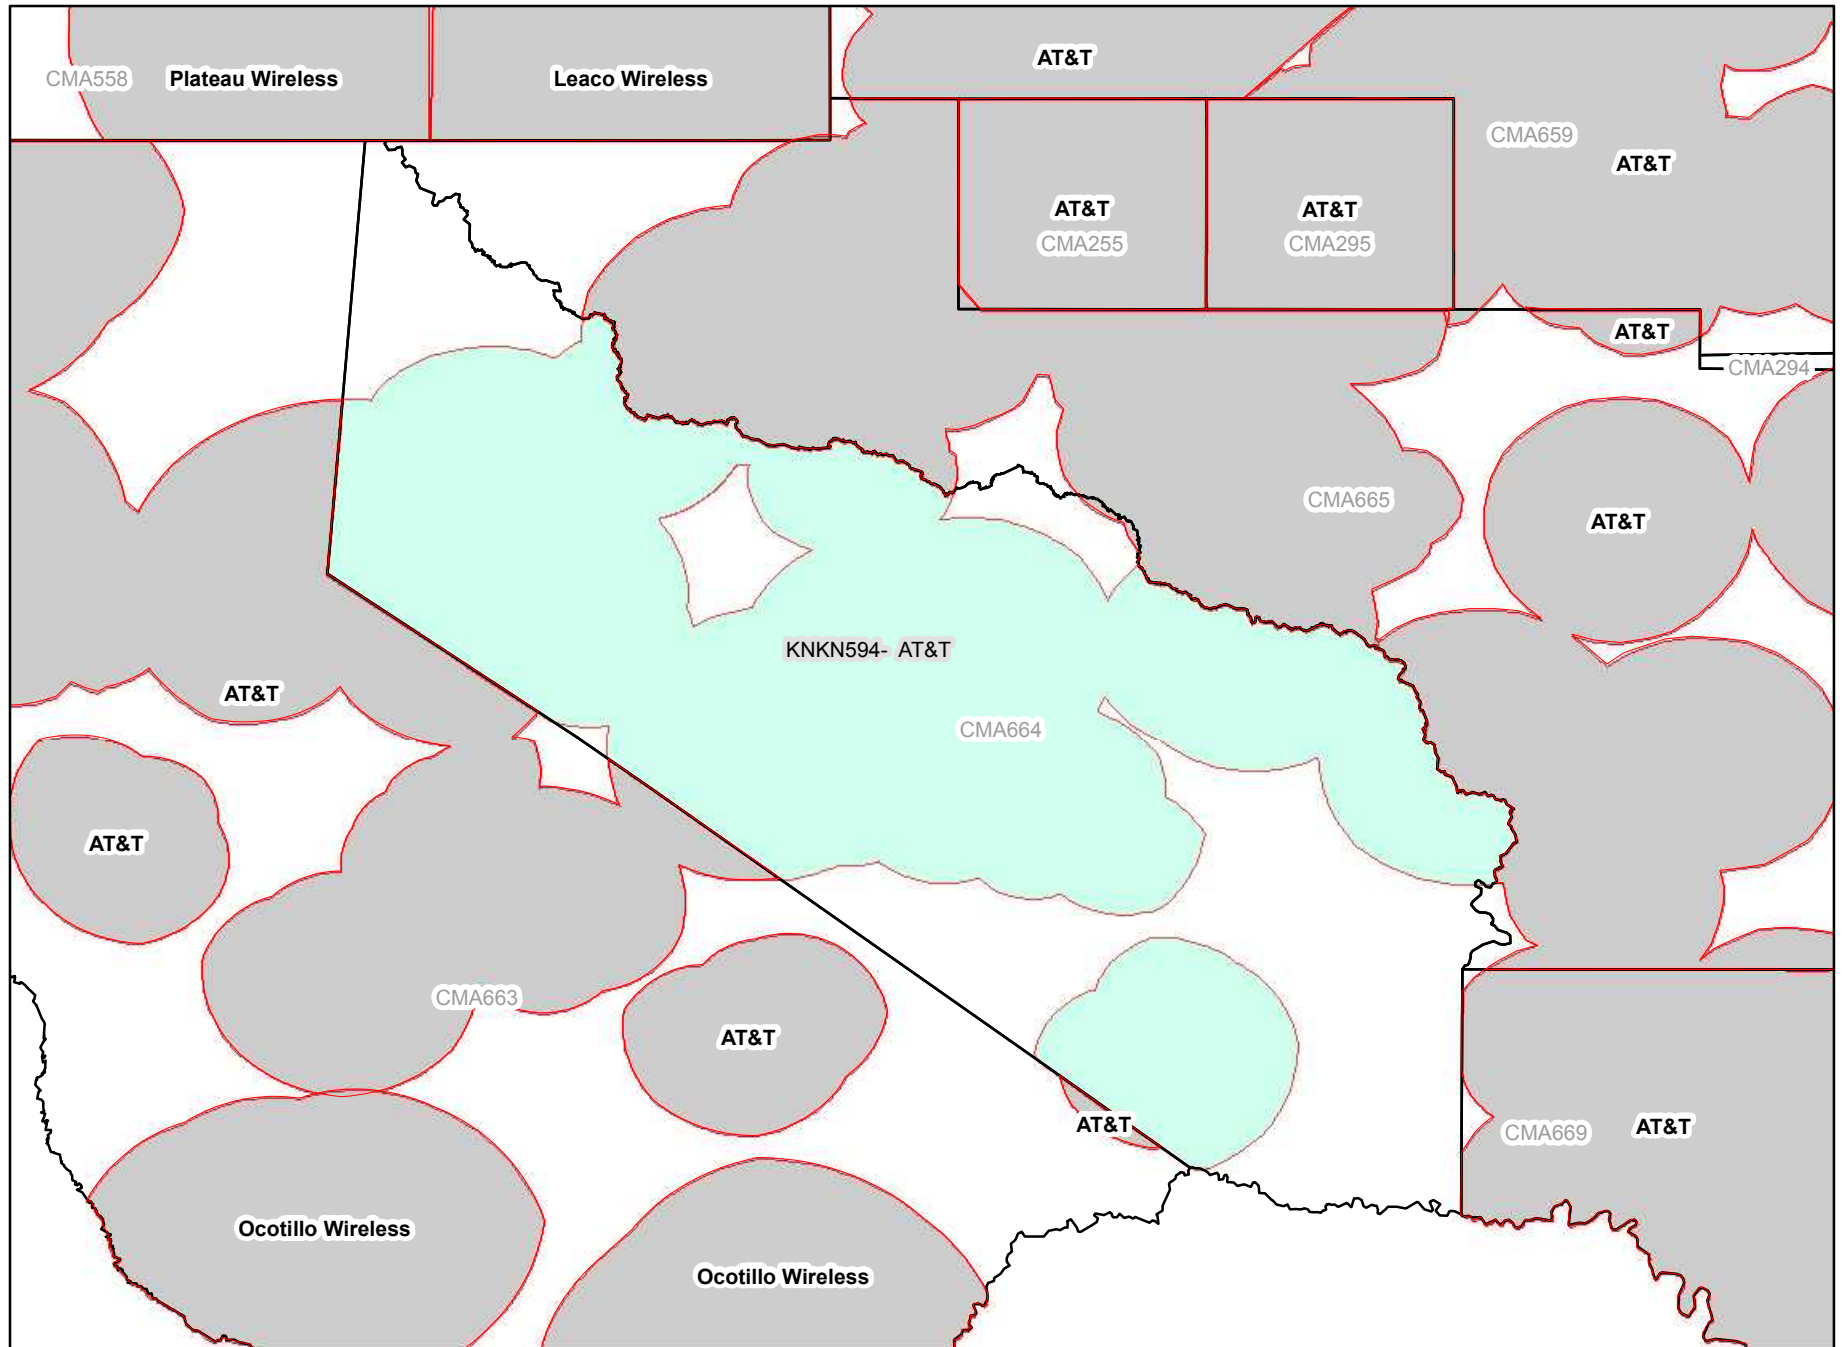 AT&T
CMA558
Plateau Wireless
Leaco Wireless
CMA659
AT&T
AT&T
AT&T
CMA255
CMA295
AT&T
CMA294
CMA665
AT&T
KNKN594- AT&T
AT&T
CMA664
AT&T
CMA663
AT&T
AT&T
CMA669
AT&T
Ocotillo Wireless
Ocotillo Wireless